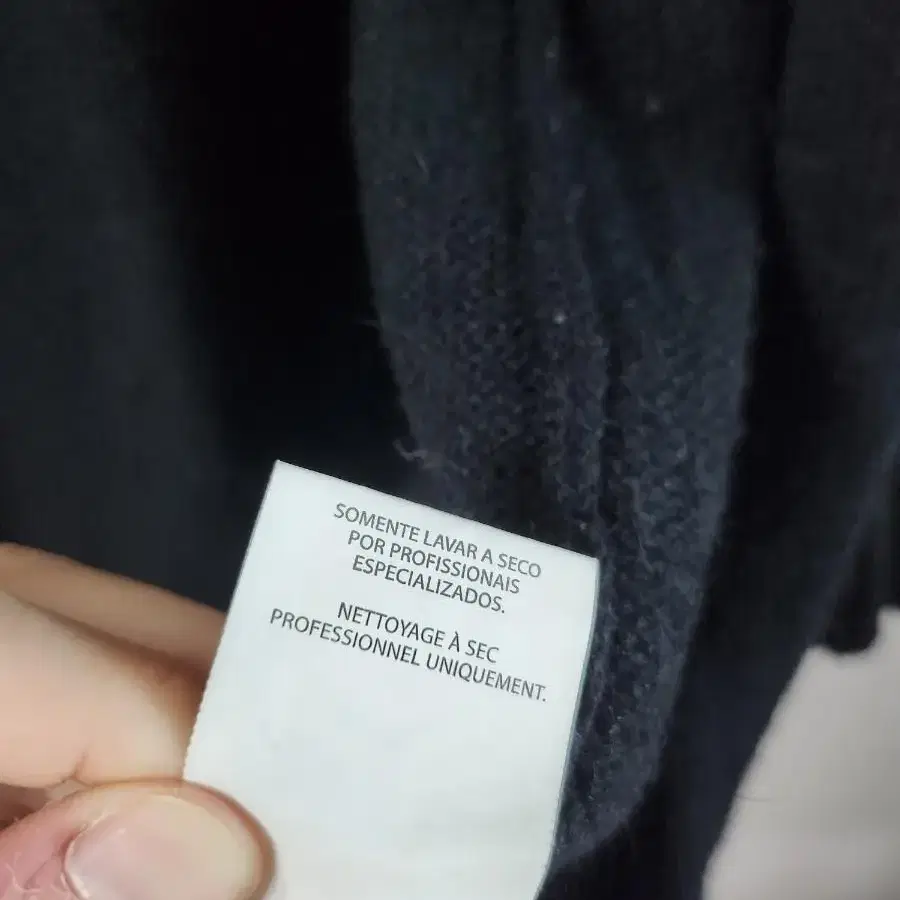 SOMENTE LAVAR A SECO
POR PROFISSIONAIS
ESPECIALIZADOS.
NETTOYAGE À SEC
PROFESSIONNEL UNIQUEMENT.